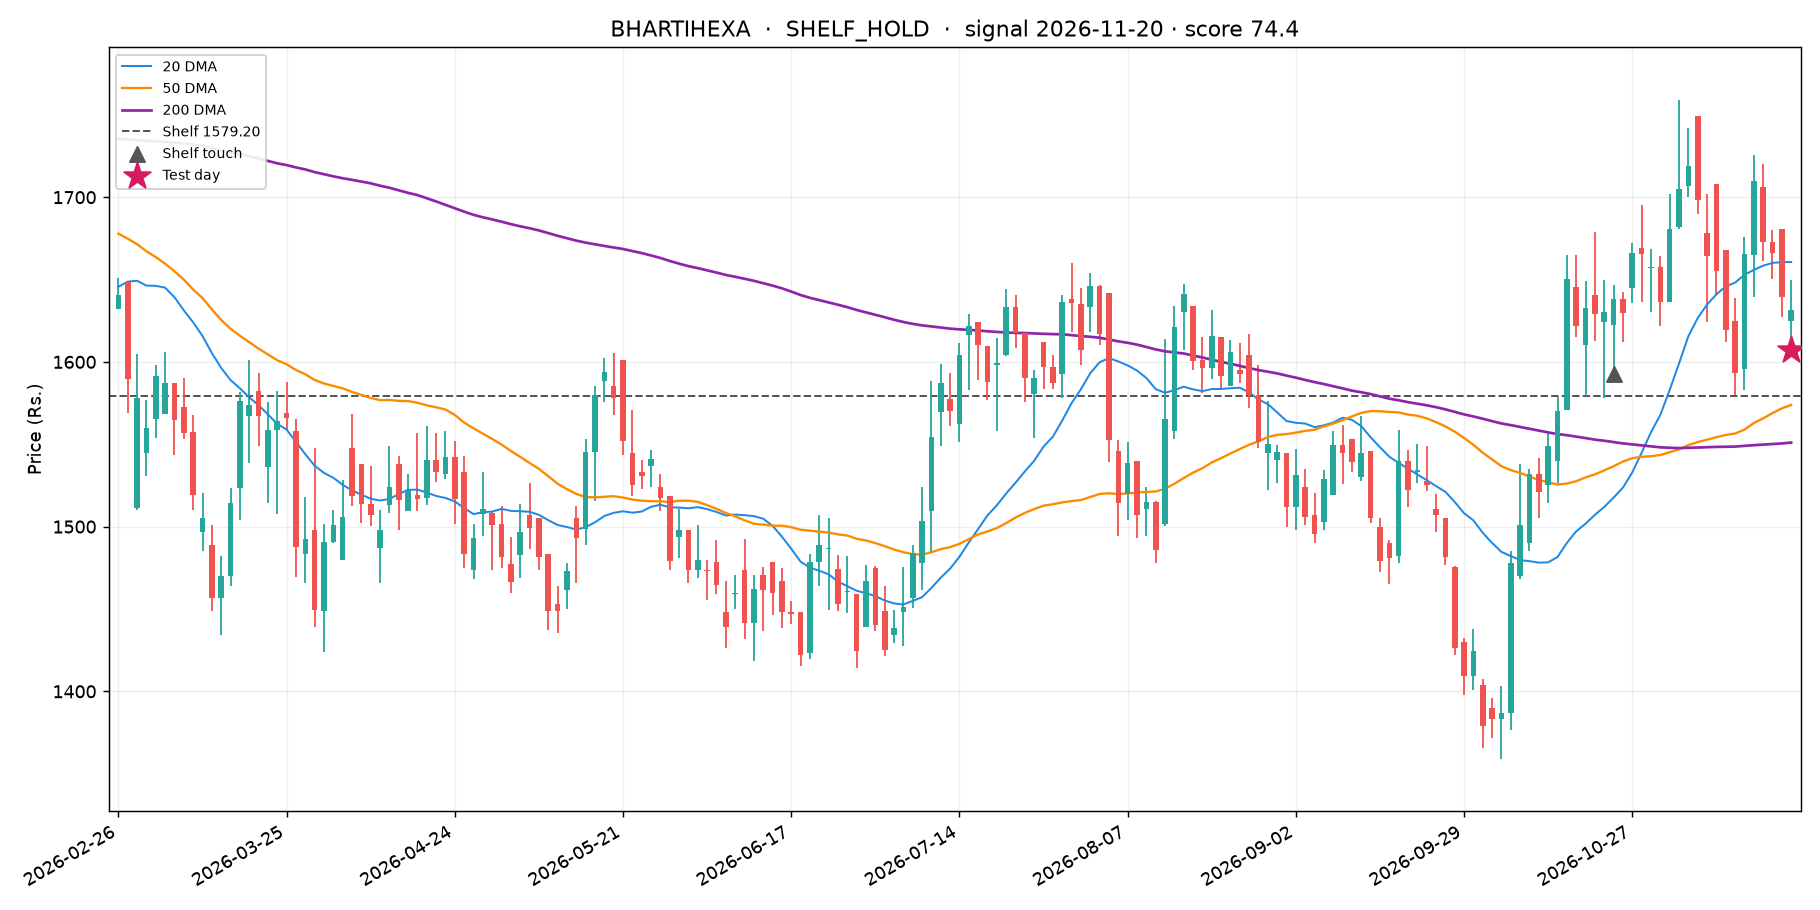 BHARTIHEXA · SHELF_HOLD · signal 2026-11-20 · score 74.4
20 DMA
50 DMA
200 DMA
Shelf 1579.20
Shelf touch
Test day
Price (Rs.)
1700
1600
1500
1400
2026-02-26
2026-03-25
2026-04-24
2026-05-21
2026-06-17
2026-07-14
2026-08-07
2026-09-02
2026-09-29
2026-10-27